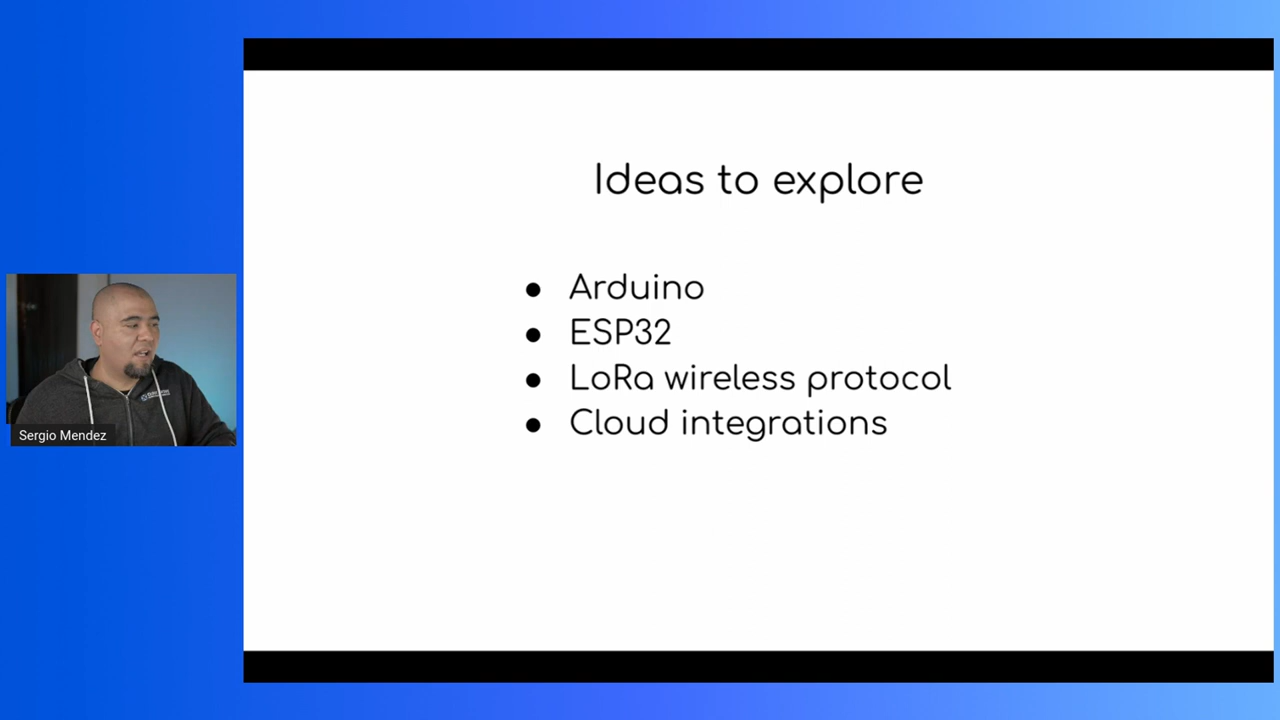 Ideas to explore
● Arduino
● ESP32
● LoRa wireless protocol
● Cloud integrations
Sergio Mendez